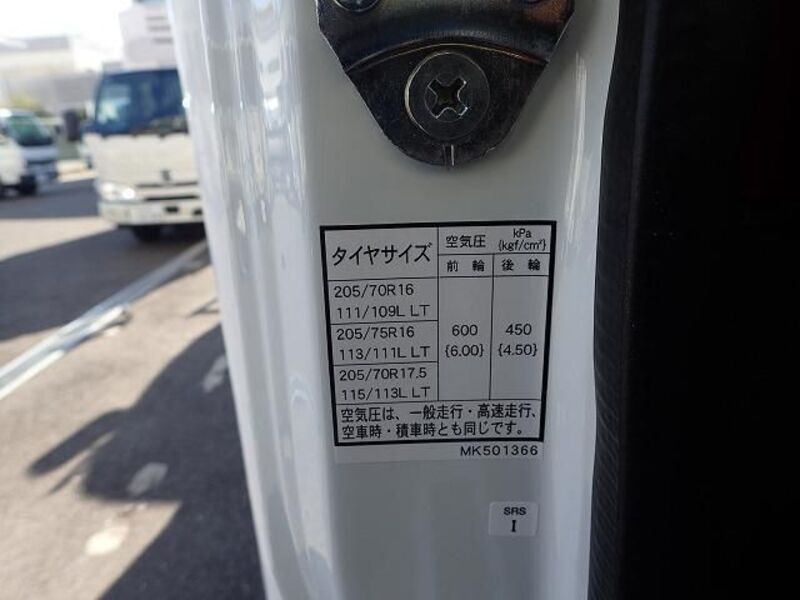 タイヤサイズ
空気圧 kPa {kgf/cm²}
前輪 後輪
205/70R16
111/109L LT
205/75R16
113/111L LT
600 450
{6.00} {4.50}
205/70R17.5
115/113L LT
空気圧は、一般走行・高速走行、
空車時・積車時とも同じです。
MK501366
SRS
I